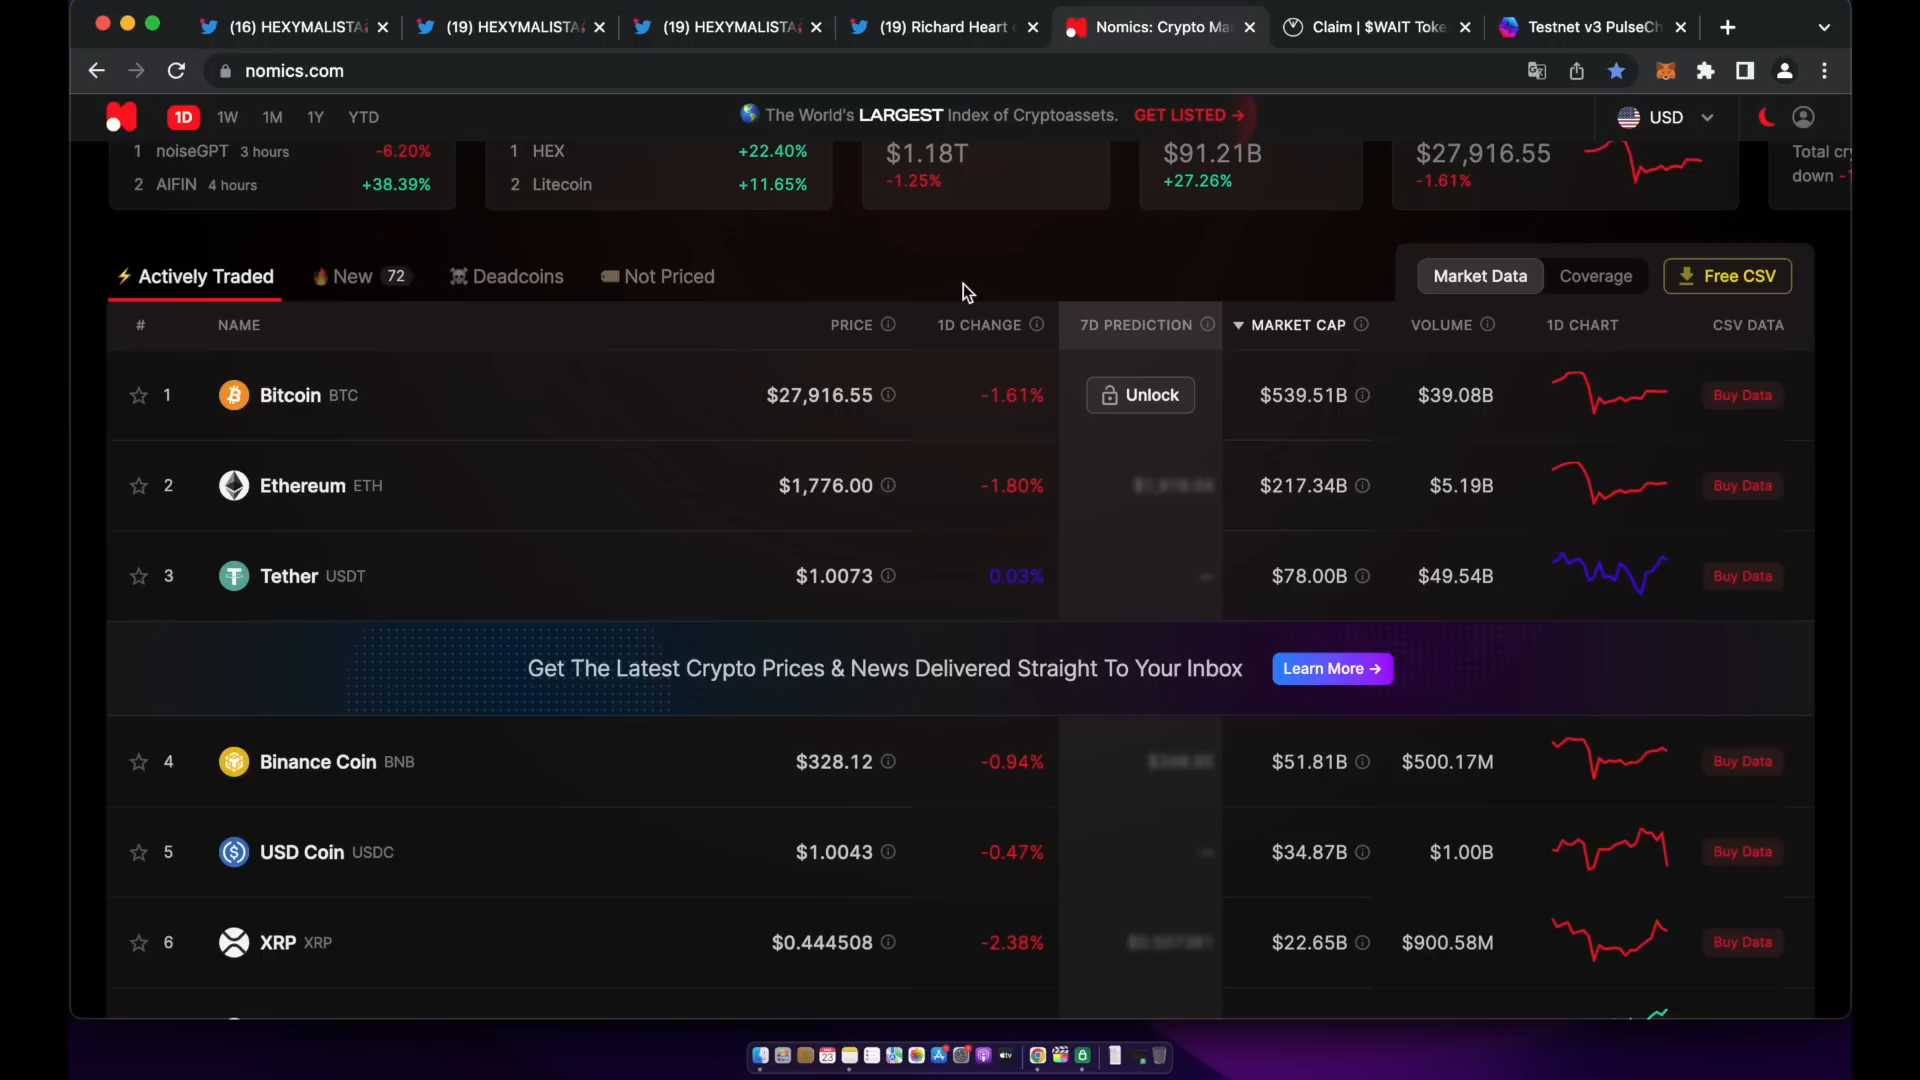 (16) HEXYMALISTA
(19) HEXYMALISTA
(19) HEXYMALISTA
(19) Richard Heart
Nomics: Crypto Ma
Claim | $WAIT Toke
Testnet v3 PulseCh
nomics.com
1D 1W 1M 1Y YTD
The World's LARGEST Index of Cryptoassets. GET LISTED →
USD
1 noiseGPT 3 hours -6.20%
2 AIFIN 4 hours +38.39%
1 HEX +22.40%
2 Litecoin +11.65%
$1.18T
-1.25%
$91.21B
+27.26%
$27,916.55
-1.61%
Total cry
down -1
Actively Traded New 72 Deadcoins Not Priced
Market Data Coverage Free CSV
# NAME PRICE 1D CHANGE 7D PREDICTION MARKET CAP VOLUME 1D CHART CSV DATA
1 Bitcoin BTC $27,916.55 -1.61% Unlock $539.51B $39.08B Buy Data
2 Ethereum ETH $1,776.00 -1.80% $217.34B $5.19B Buy Data
3 Tether USDT $1.0073 0.03% — $78.00B $49.54B Buy Data
Get The Latest Crypto Prices & News Delivered Straight To Your Inbox Learn More →
4 Binance Coin BNB $328.12 -0.94% $51.81B $500.17M Buy Data
5 USD Coin USDC $1.0043 -0.47% — $34.87B $1.00B Buy Data
6 XRP XRP $0.444508 -2.38% $22.65B $900.58M Buy Data
23
tv